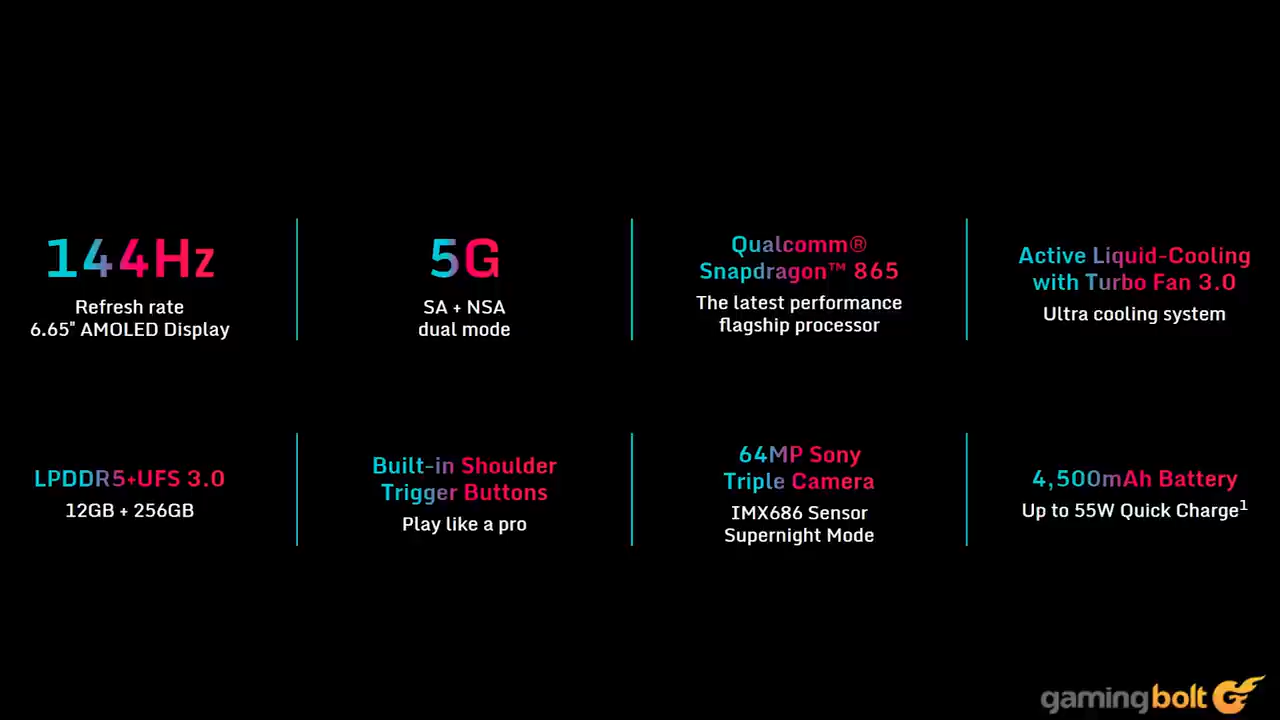 144Hz
Refresh rate
6.65" AMOLED Display
5G
SA + NSA
dual mode
Qualcomm®
Snapdragon™ 865
The latest performance
flagship processor
Active Liquid-Cooling
with Turbo Fan 3.0
Ultra cooling system
LPDDR5+UFS 3.0
12GB + 256GB
Built-in Shoulder
Trigger Buttons
Play like a pro
64MP Sony
Triple Camera
IMX686 Sensor
Supernight Mode
4,500mAh Battery
Up to 55W Quick Charge¹
gamingbolt